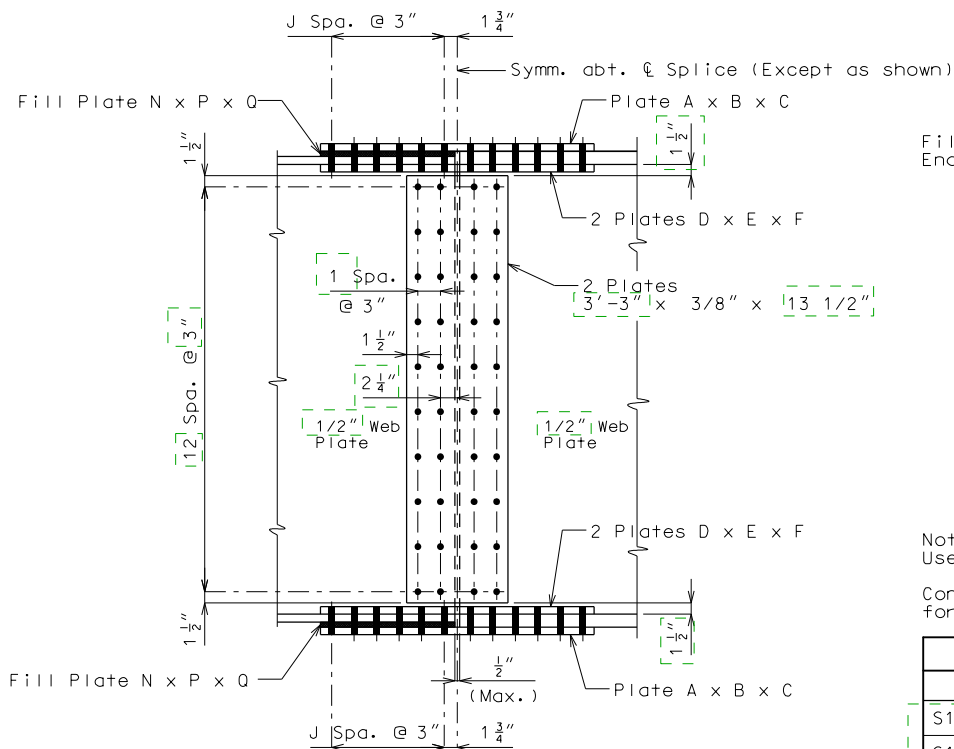 J Spa. @ 3" 1 3/4"
Symm. abt. ℄ Splice (Except as shown)
Fill Plate N x P x Q
Plate A x B x C
1 1/2"
1 1/2"
Fil
End
2 Plates D x E x F
1 Spa.
@ 3"
2 Plates
3'-3" x 3/8" x 13 1/2"
12 Spa. @ 3"
1 1/2"
2 1/4"
1/2" Web
Plate
1/2" Web
Plate
2 Plates D x E x F
Not
Use
Con
for
1 1/2"
1 1/2"
1/2"
(Max.)
Fill Plate N x P x Q
Plate A x B x C
S1
J Spa. @ 3" 1 3/4"